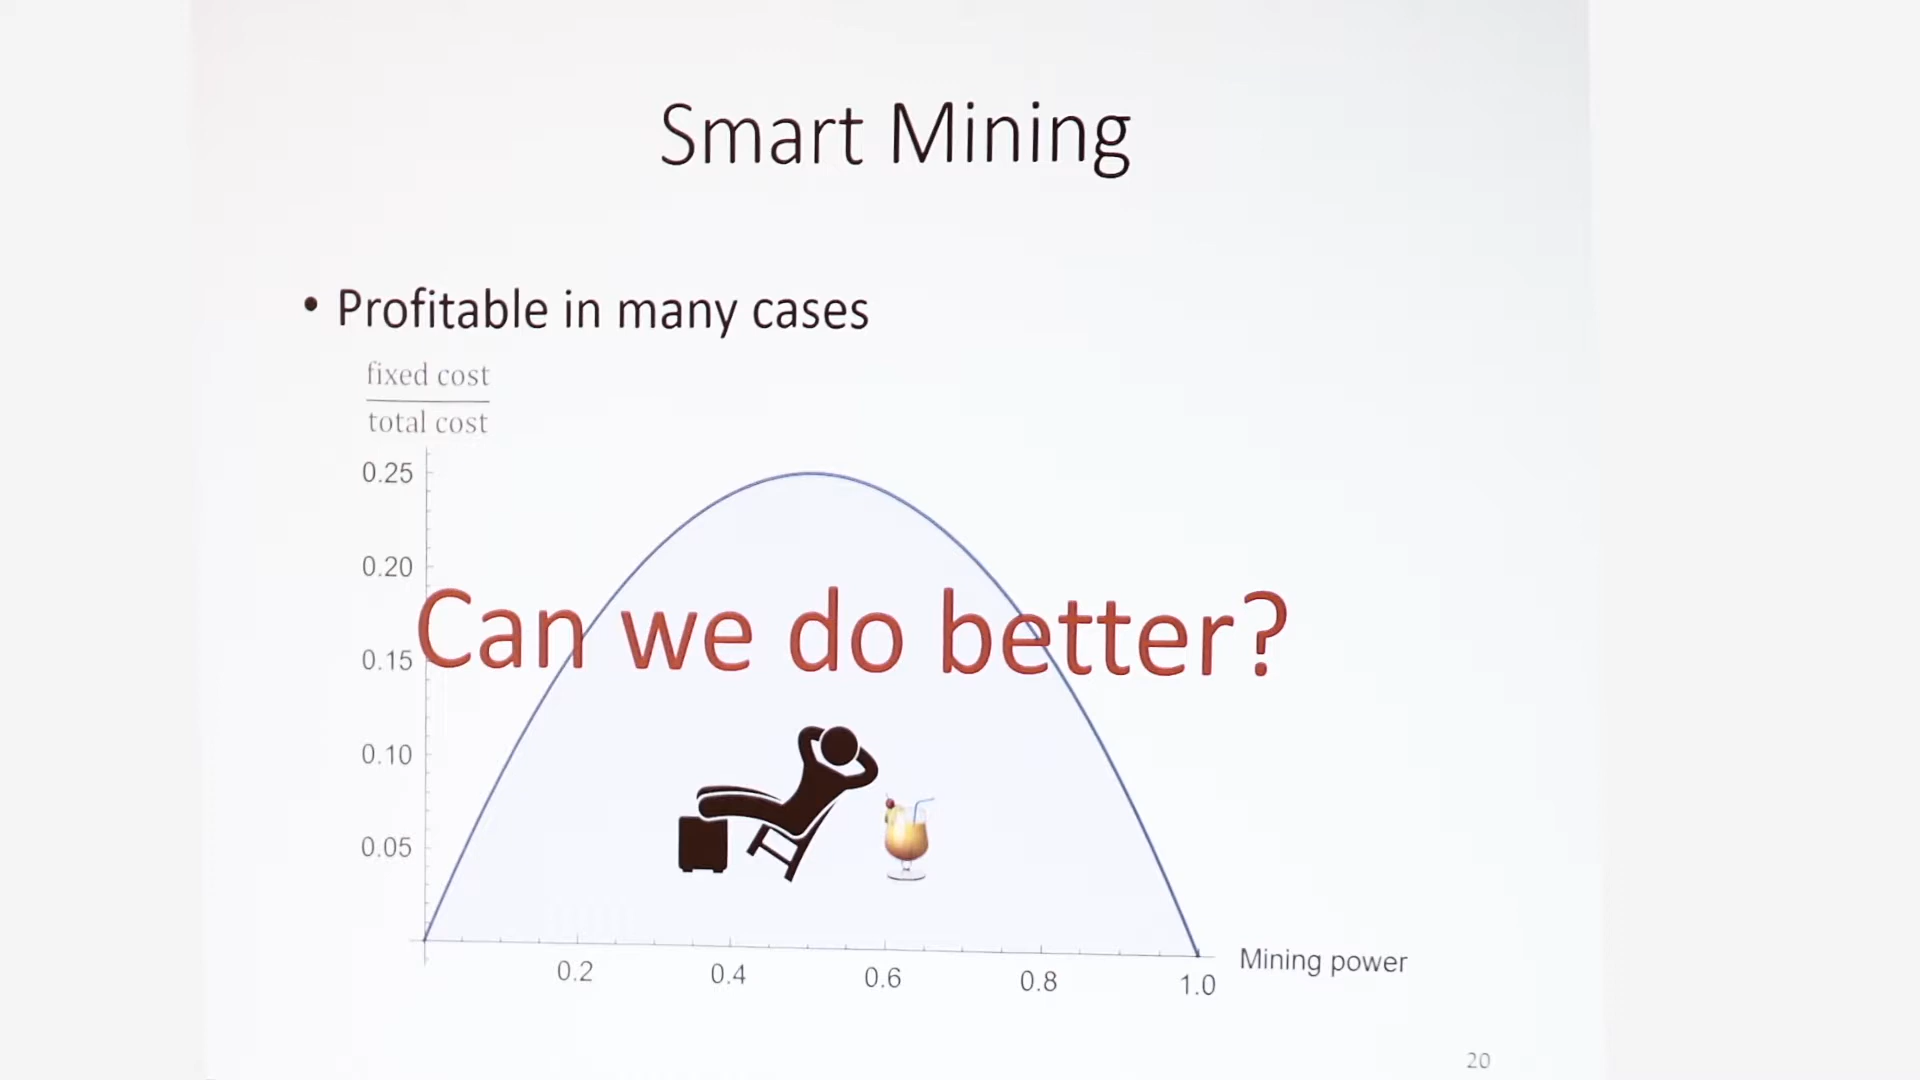 Smart Mining
• Profitable in many cases
fixed cost
total cost
0.25
0.20
Can we do better?
0.15
0.10
0.05
0.2 0.4 0.6 0.8 1.0
Mining power
20